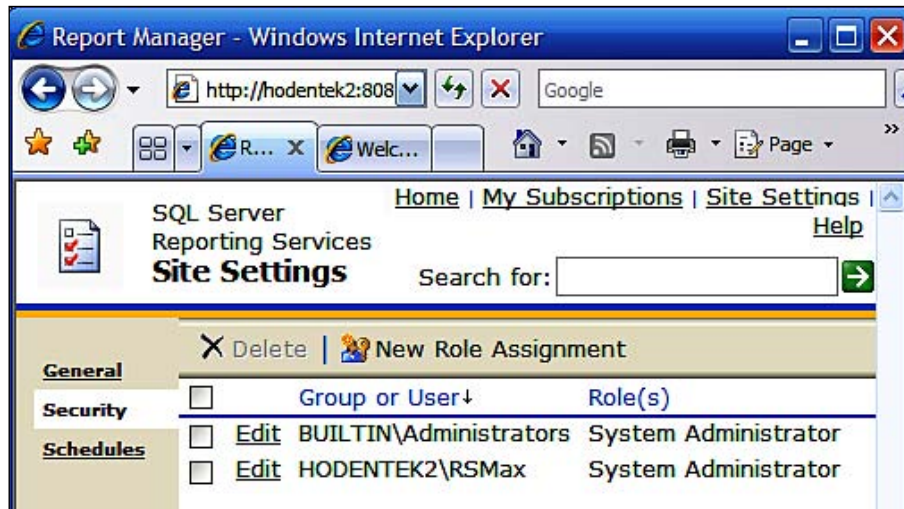 Report Manager - Windows Internet Explorer
http://hodentek2:808
Google
R... X
Welc...
Page
»
Home | My Subscriptions | Site Settings |
Help
SQL Server
Reporting Services
Site Settings
Search for:
General
Security
Schedules
Delete | New Role Assignment
Group or User↓ Role(s)
Edit BUILTIN\Administrators System Administrator
Edit HODENTEK2\RSMax System Administrator